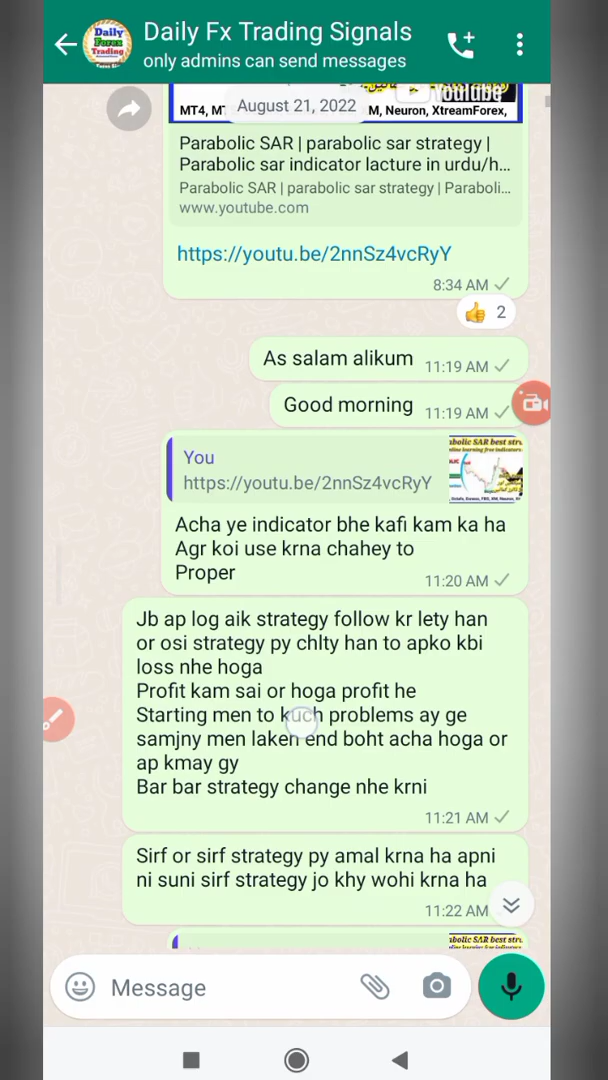 Daily Fx Trading Signals
only admins can send messages
Daily
Forex
Trading
YouTube
August 21, 2022
MT4, M
M, Neuron, XtreamForex,
Parabolic SAR | parabolic sar strategy |
Parabolic sar indicator lacture in urdu/h...
Parabolic SAR | parabolic sar strategy | Paraboli...
www.youtube.com
https://youtu.be/2nnSz4vcRyY
8:34 AM
👍 2
As salam alikum 11:19 AM
Good morning 11:19 AM
You
https://youtu.be/2nnSz4vcRyY
Acha ye indicator bhe kafi kam ka ha
Agr koi use krna chahey to
Proper
11:20 AM
Jb ap log aik strategy follow kr lety han
or osi strategy py chlty han to apko kbi
loss nhe hoga
Profit kam sai or hoga profit he
Starting men to kuch problems ay ge
samjny men laken end boht acha hoga or
ap kmay gy
Bar bar strategy change nhe krni
11:21 AM
Sirf or sirf strategy py amal krna ha apni
ni suni sirf strategy jo khy wohi krna ha
11:22 AM
Message